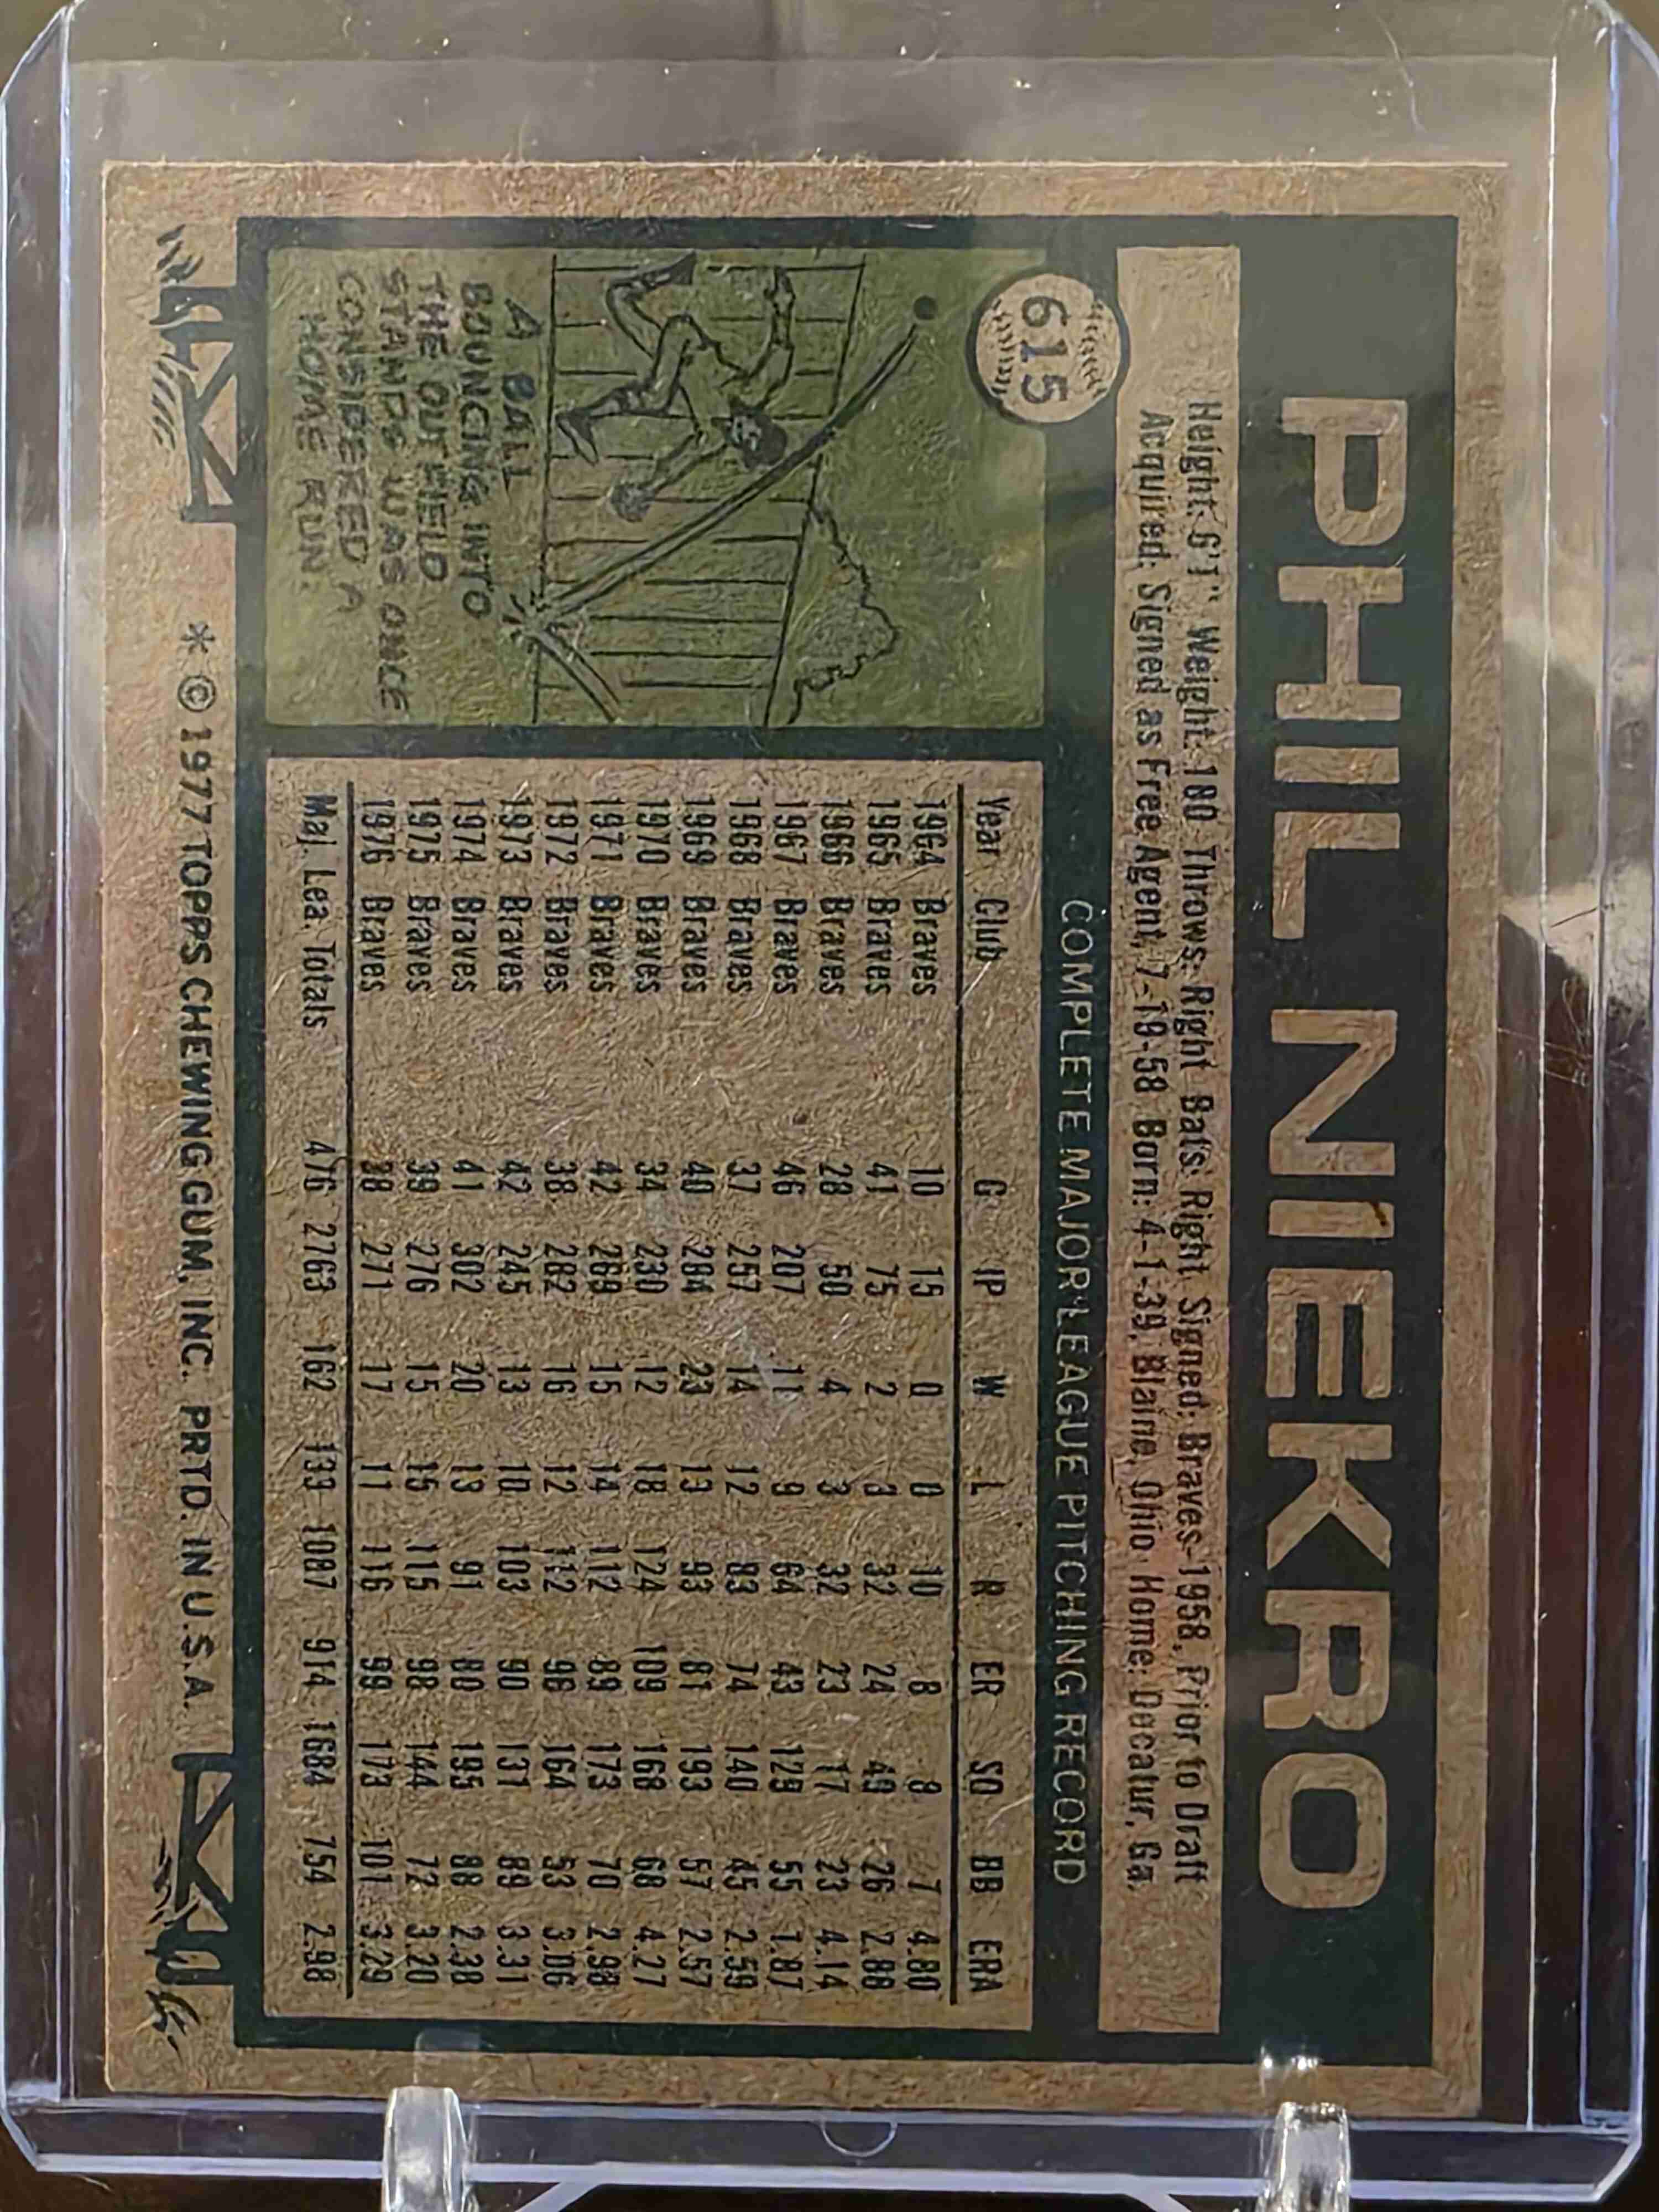 PHIL NIEKRO
Height: 6'1" Weight: 180 Throws: Right Bats: Right Signed: Braves-1958, Prior to Draft
Acquired: Signed as Free Agent, 7-19-58 Born: 4-1-39, Blaine, Ohio Home: Decatur, Ga.
615
COMPLETE MAJOR LEAGUE PITCHING RECORD
A BALL
BOUNCING INTO
THE OUTFIELD
STANDS WAS ONCE
CONSIDERED A
HOME RUN.
Year Club G IP W L R ER SO BB ERA
1964 Braves 10 15 0 0 10 8 8 7 4.80
1965 Braves 41 75 2 3 32 24 49 26 2.88
1966 Braves 28 50 4 3 32 23 17 23 4.14
1967 Braves 46 207 11 9 64 43 129 55 1.87
1968 Braves 37 257 14 12 83 74 140 45 2.59
1969 Braves 40 284 23 13 93 81 193 57 2.57
1970 Braves 34 230 12 18 124 109 168 68 4.27
1971 Braves 42 269 15 14 112 89 173 70 2.98
1972 Braves 38 282 16 12 112 96 164 53 3.06
1973 Braves 42 245 13 10 103 90 131 89 3.31
1974 Braves 41 302 20 13 91 80 195 88 2.38
1975 Braves 39 276 15 15 115 98 144 72 3.20
1976 Braves 38 271 17 11 116 99 173 101 3.29
Maj. Lea. Totals 476 2763 162 133 1087 914 1684 754 2.98
* © 1977 TOPPS CHEWING GUM, INC. PRTD. IN U.S.A.